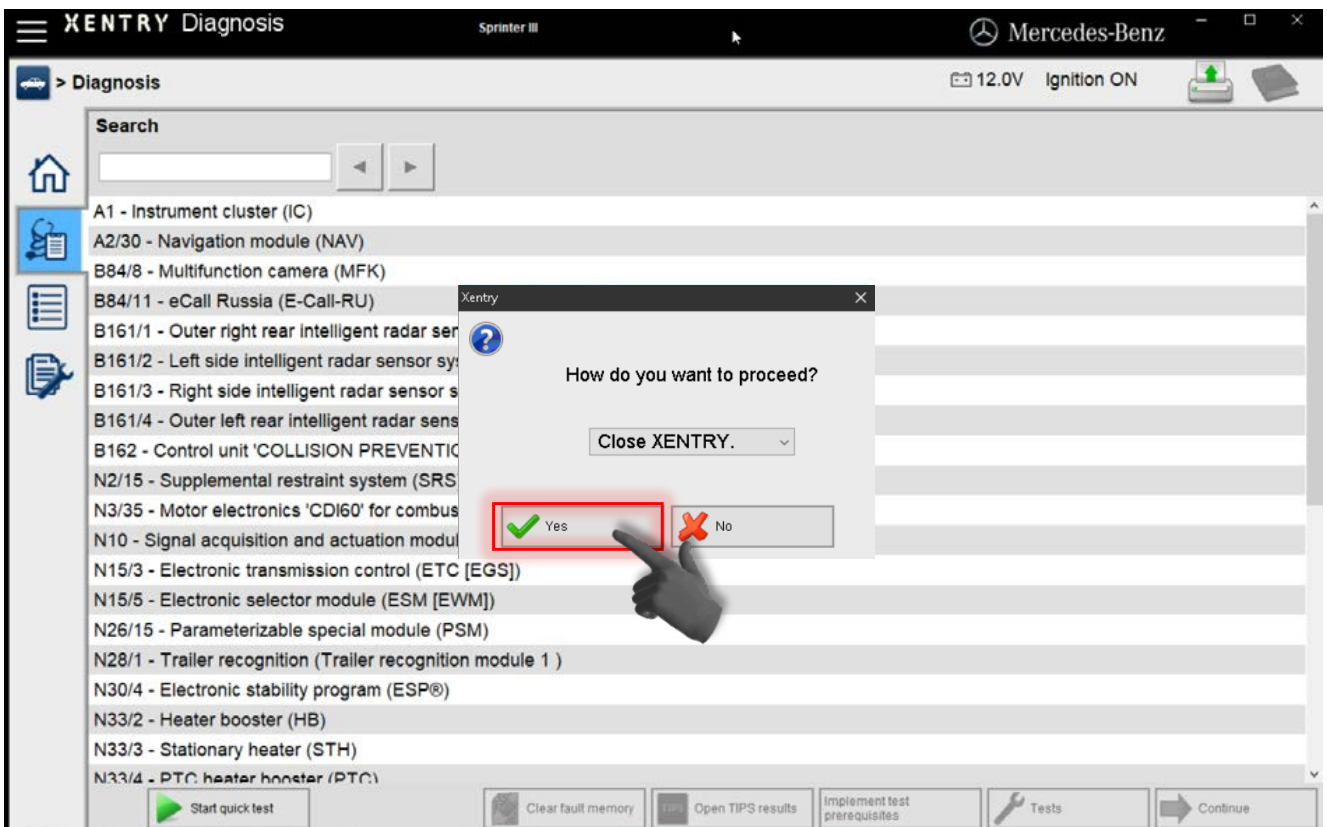 XENTRY Diagnosis
Sprinter III
Mercedes-Benz
> Diagnosis
12.0V Ignition ON
Search
A1 - Instrument cluster (IC)
A2/30 - Navigation module (NAV)
B84/8 - Multifunction camera (MFK)
B84/11 - eCall Russia (E-Call-RU)
B161/1 - Outer right rear intelligent radar sen
B161/2 - Left side intelligent radar sensor sys
B161/3 - Right side intelligent radar sensor s
B161/4 - Outer left rear intelligent radar sens
B162 - Control unit 'COLLISION PREVENTIO
N2/15 - Supplemental restraint system (SRS
N3/35 - Motor electronics 'CDI60' for combus
N10 - Signal acquisition and actuation modul
N15/3 - Electronic transmission control (ETC [EGS])
N15/5 - Electronic selector module (ESM [EWM])
N26/15 - Parameterizable special module (PSM)
N28/1 - Trailer recognition (Trailer recognition module 1 )
N30/4 - Electronic stability program (ESP®)
N33/2 - Heater booster (HB)
N33/3 - Stationary heater (STH)
N33/4 - PTC heater booster (PTC)
Xentry
How do you want to proceed?
Close XENTRY.
Yes
No
Start quick test
Clear fault memory
TIPS
Open TIPS results
Implement test
prerequisites
Tests
Continue